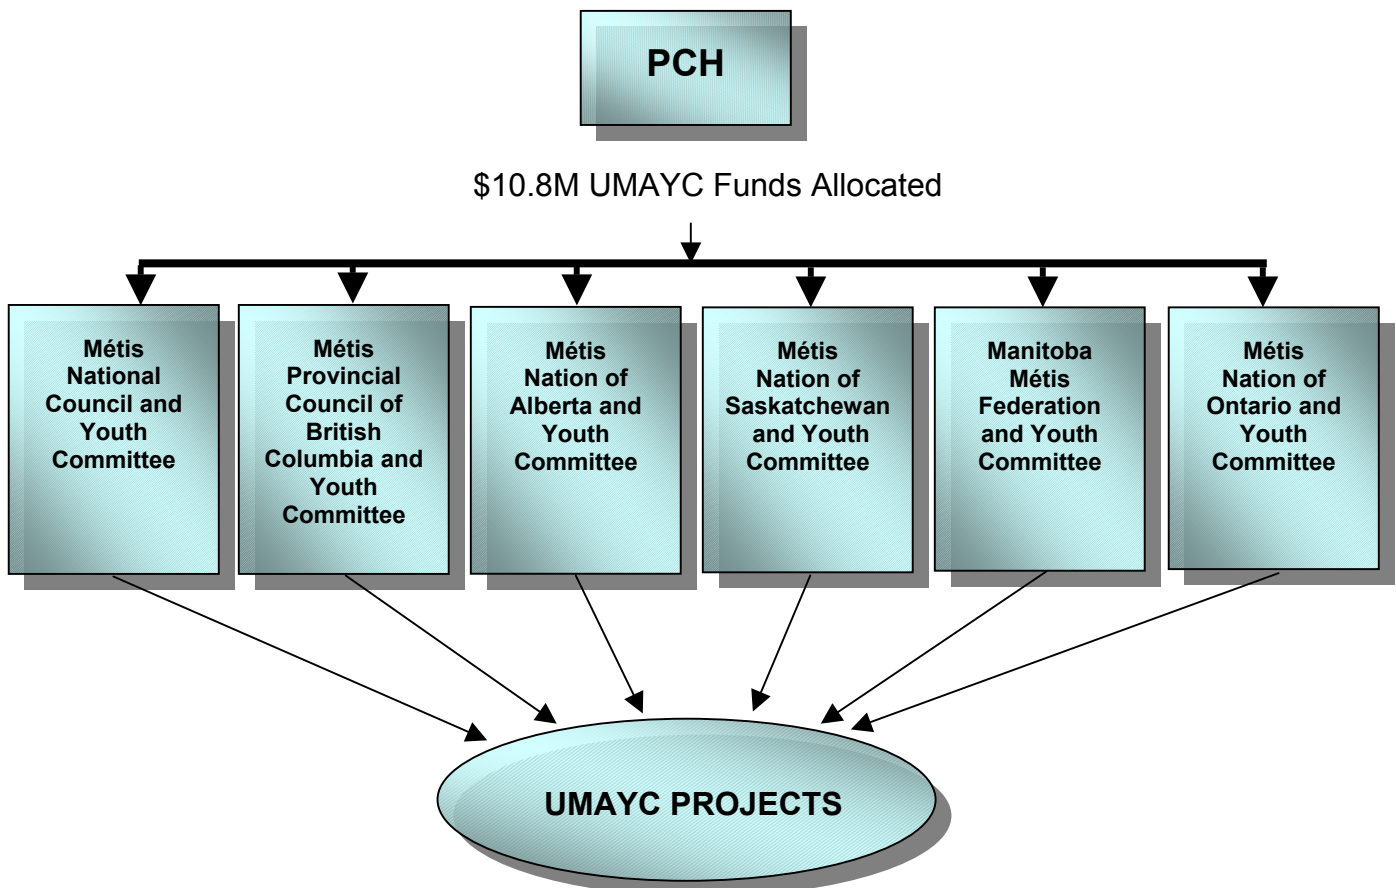 PCH
$10.8M UMAYC Funds Allocated
Métis
National
Council and
Youth
Committee
Métis
Provincial
Council of
British
Columbia and
Youth
Committee
Métis
Nation of
Alberta and
Youth
Committee
Métis
Nation of
Saskatchewan
and Youth
Committee
Manitoba
Métis
Federation
and Youth
Committee
Métis
Nation of
Ontario and
Youth
Committee
UMAYC PROJECTS